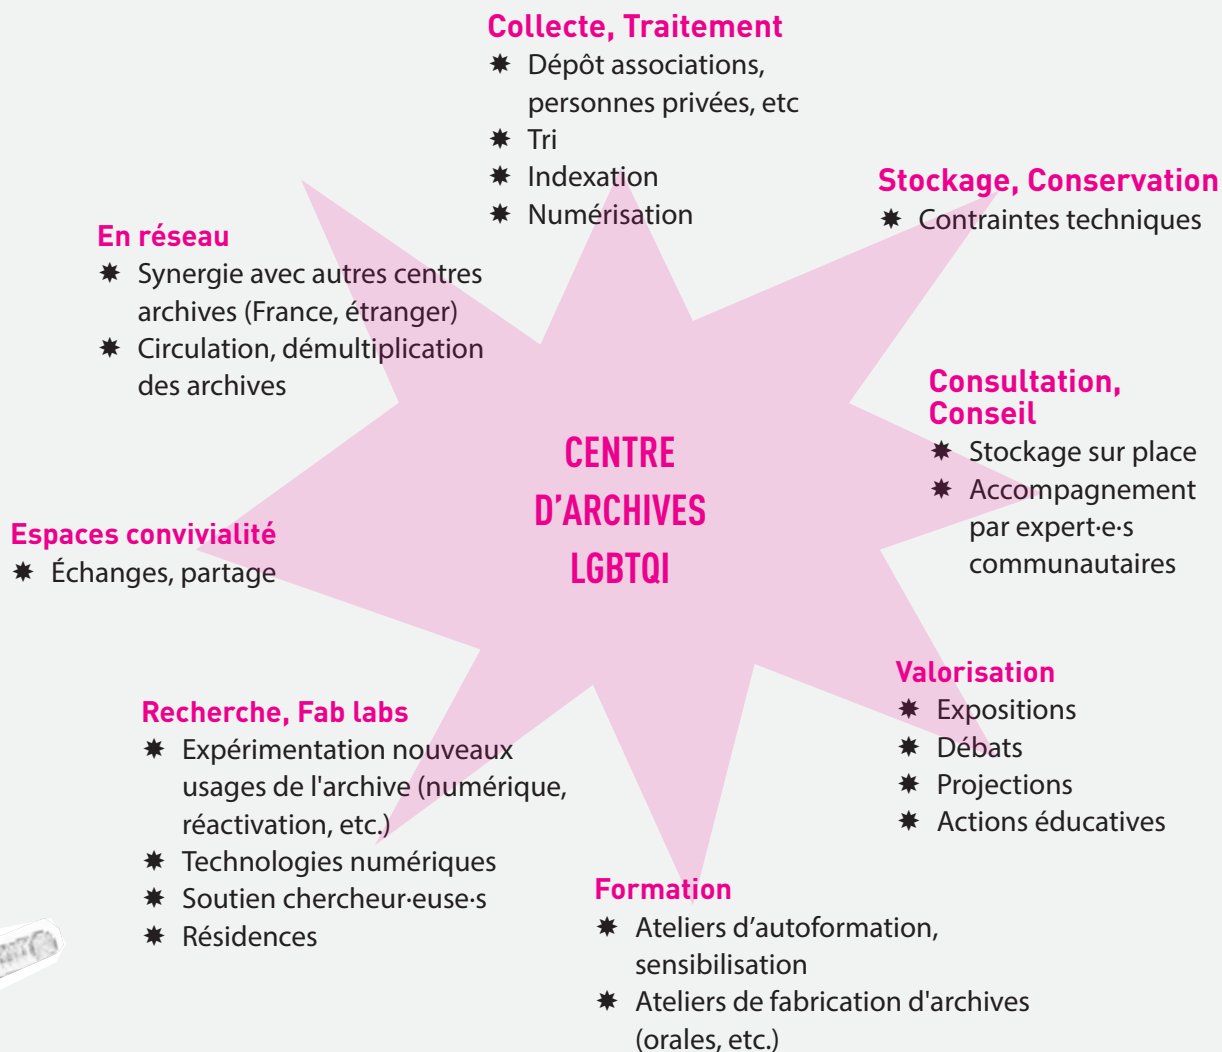 Collecte, Traitement
Dépôt associations,
personnes privées, etc
Tri
Indexation
Numérisation
Stockage, Conservation
Contraintes techniques
En réseau
Synergie avec autres centres
archives (France, étranger)
Circulation, démultiplication
des archives
Consultation,
Conseil
Stockage sur place
Accompagnement
par expert·e·s
communautaires
CENTRE
D’ARCHIVES
LGBTQI
Espaces convivialité
Échanges, partage
Valorisation
Expositions
Débats
Projections
Actions éducatives
Recherche, Fab labs
Expérimentation nouveaux
usages de l'archive (numérique,
réactivation, etc.)
Technologies numériques
Soutien chercheur·euse·s
Résidences
Formation
Ateliers d’autoformation,
sensibilisation
Ateliers de fabrication d'archives
(orales, etc.)